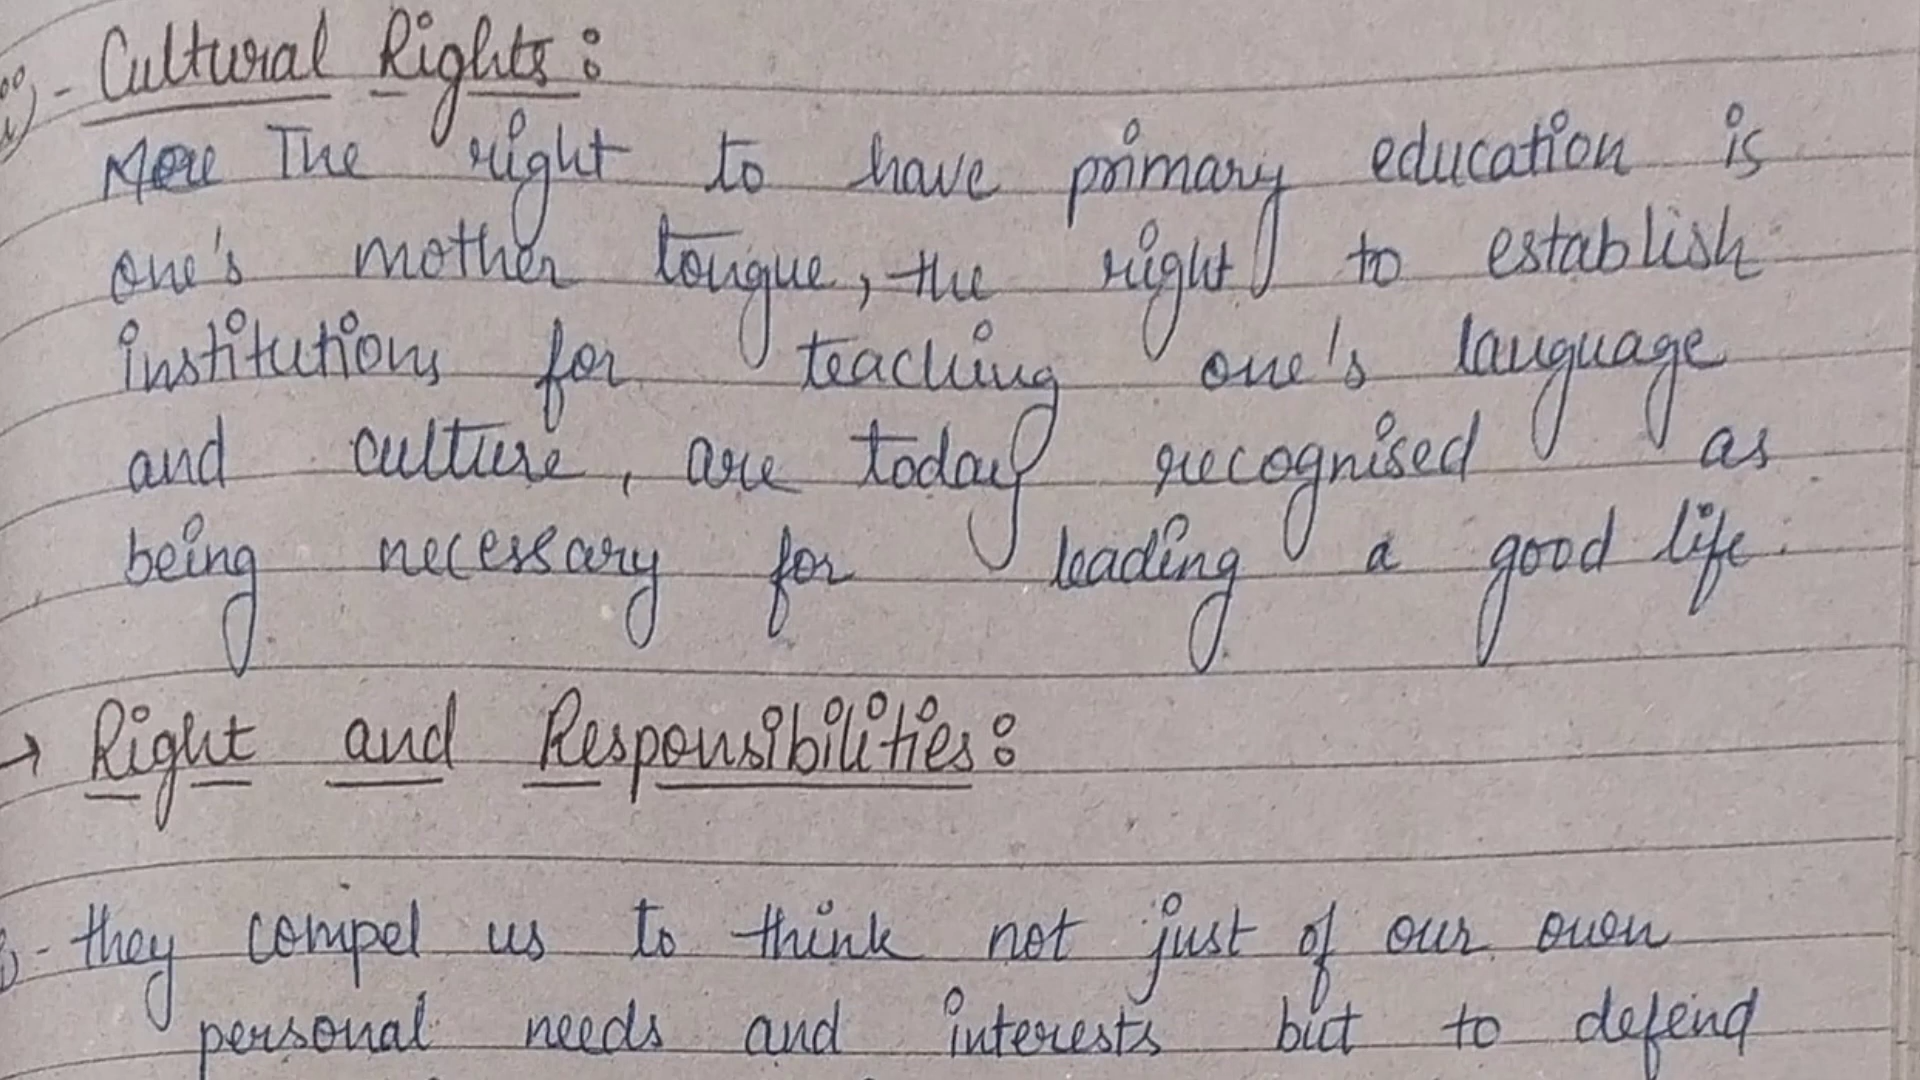 - Cultural Rights:
More The right to have primary education is
one's mother tongue, the right to establish
institutions for teaching one's language
and culture, are today recognised as
being necessary for leading a good life.
→ Right and Responsibilities:
- they compel us to think not just of our own
personal needs and interests but to defend